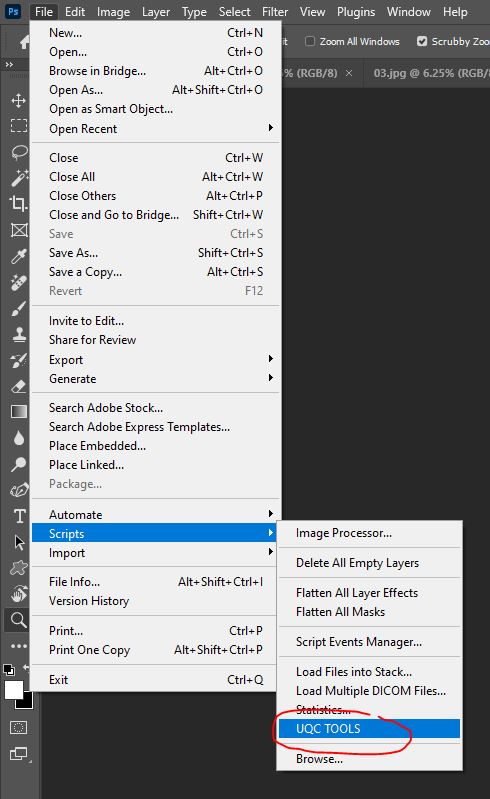 Ps File Edit Image Layer Type Select Filter View Plugins Window Help
it Zoom All Windows Scrubby Zoo
5% (RGB/8) × 03.jpg @ 6.25% (RGB/8
New... Ctrl+N
Open... Ctrl+O
Browse in Bridge... Alt+Ctrl+O
Open As... Alt+Shift+Ctrl+O
Open as Smart Object...
Open Recent
Close Ctrl+W
Close All Alt+Ctrl+W
Close Others Alt+Ctrl+P
Close and Go to Bridge... Shift+Ctrl+W
Save Ctrl+S
Save As... Shift+Ctrl+S
Save a Copy... Alt+Ctrl+S
Revert F12
Invite to Edit...
Share for Review
Export
Generate
Search Adobe Stock...
Search Adobe Express Templates...
Place Embedded...
Place Linked...
Package...
Automate
Scripts
Import
File Info... Alt+Shift+Ctrl+I
Version History
Print... Ctrl+P
Print One Copy Alt+Shift+Ctrl+P
Exit Ctrl+Q
Image Processor...
Delete All Empty Layers
Flatten All Layer Effects
Flatten All Masks
Script Events Manager...
Load Files into Stack...
Load Multiple DICOM Files...
Statistics...
UQC TOOLS
Browse...